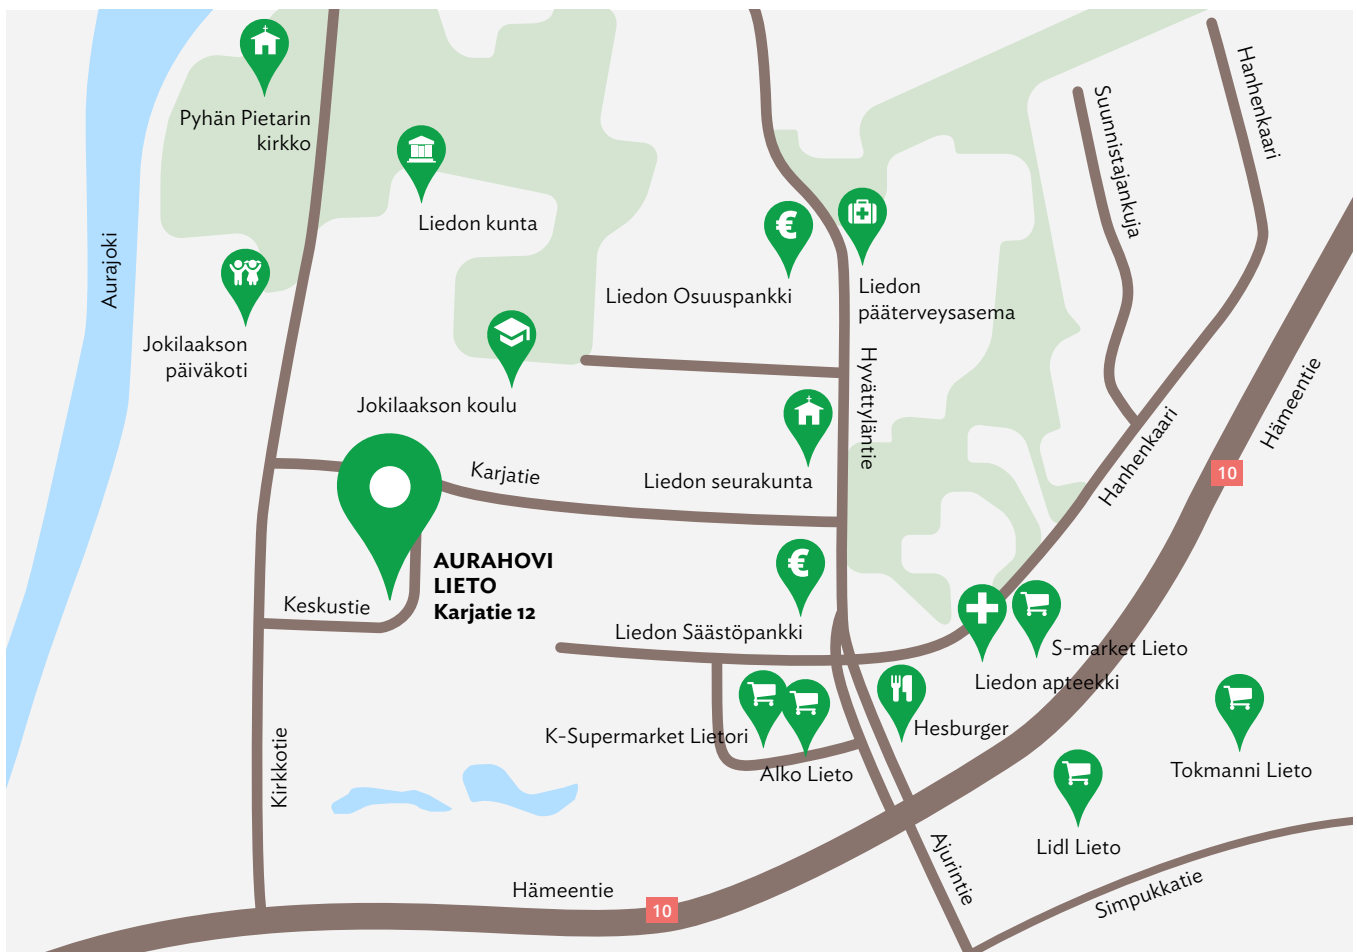 Pyhän Pietarin
kirkko
Liedon kunta
Aurajoki
Jokilaakson
päiväkoti
Jokilaakson koulu
€
Liedon Osuuspankki
Liedon
pääterveysasema
Hyvättyläntie
Suunnistajankuja
Hanhenkaari
Hämeentie
10
Hanhenkaari
Karjatie
Liedon seurakunta
AURAHOVI
LIETO
Karjatie 12
Keskustie
€
Liedon Säästöpankki
S-market Lieto
Liedon apteekki
K-Supermarket Lietori
Alko Lieto
Hesburger
Tokmanni Lieto
Lidl Lieto
Kirkkotie
Hämeentie
10
Ajurintie
Simpukkatie